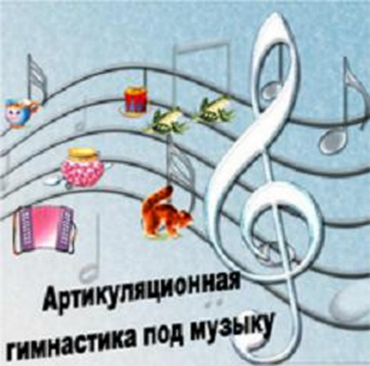 Артикуляционная
гимнастика под музыку